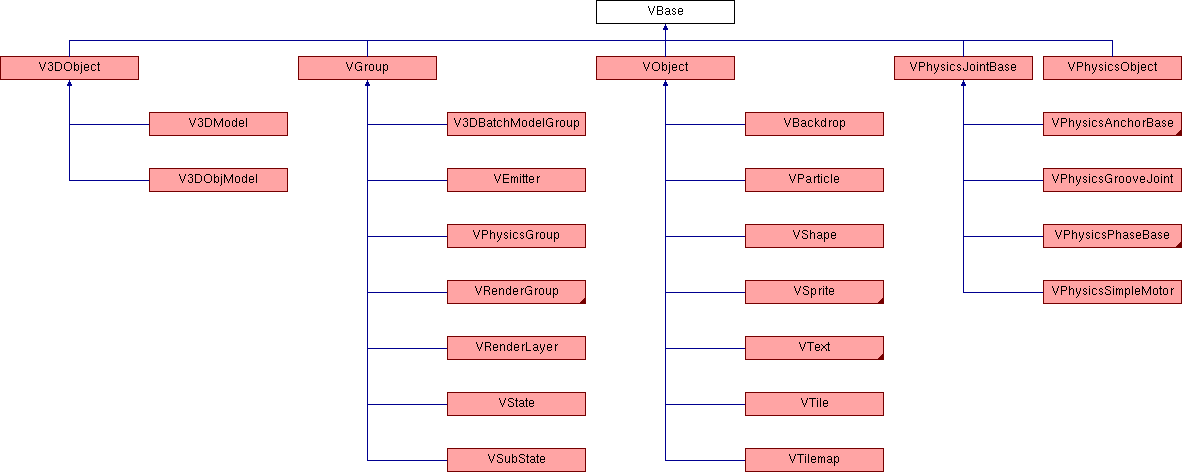 VBase
V3DObject
VGroup
VObject
VPhysicsJointBase
VPhysicsObject
V3DModel
V3DBatchModelGroup
VBackdrop
VPhysicsAnchorBase
V3DObjModel
VEmitter
VParticle
VPhysicsGrooveJoint
VPhysicsGroup
VShape
VPhysicsPhaseBase
VRenderGroup
VSprite
VPhysicsSimpleMotor
VRenderLayer
VText
VState
VTile
VSubState
VTilemap